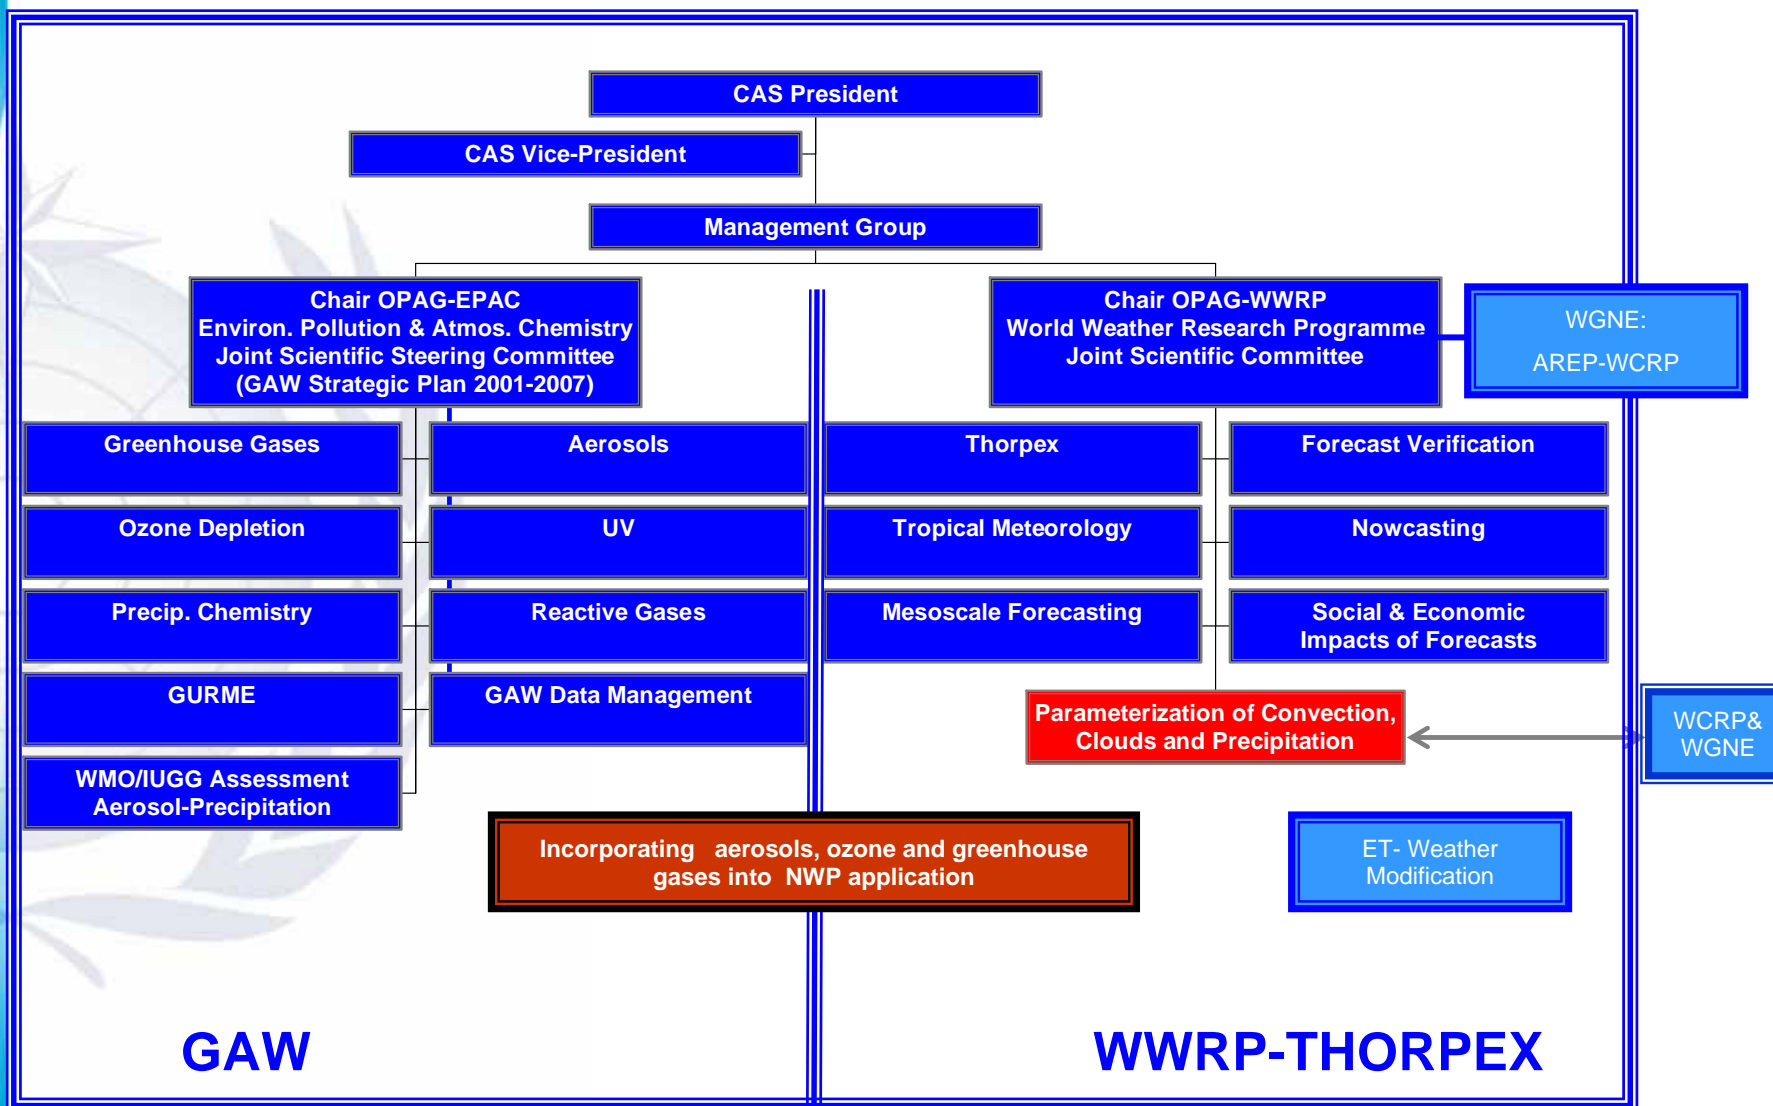 CAS President
CAS Vice-President
Management Group
Chair OPAG-EPAC
Environ. Pollution & Atmos. Chemistry
Joint Scientific Steering Committee
(GAW Strategic Plan 2001-2007)
Chair OPAG-WWRP
World Weather Research Programme
Joint Scientific Committee
WGNE:
AREP-WCRP
Greenhouse Gases
Aerosols
Thorpex
Forecast Verification
Ozone Depletion
UV
Tropical Meteorology
Nowcasting
Precip. Chemistry
Reactive Gases
Mesoscale Forecasting
Social & Economic
Impacts of Forecasts
GURME
GAW Data Management
Parameterization of Convection,
Clouds and Precipitation
WCRP&
WGNE
WMO/IUGG Assessment
Aerosol-Precipitation
Incorporating aerosols, ozone and greenhouse
gases into NWP application
ET- Weather
Modification
GAW
WWRP-THORPEX